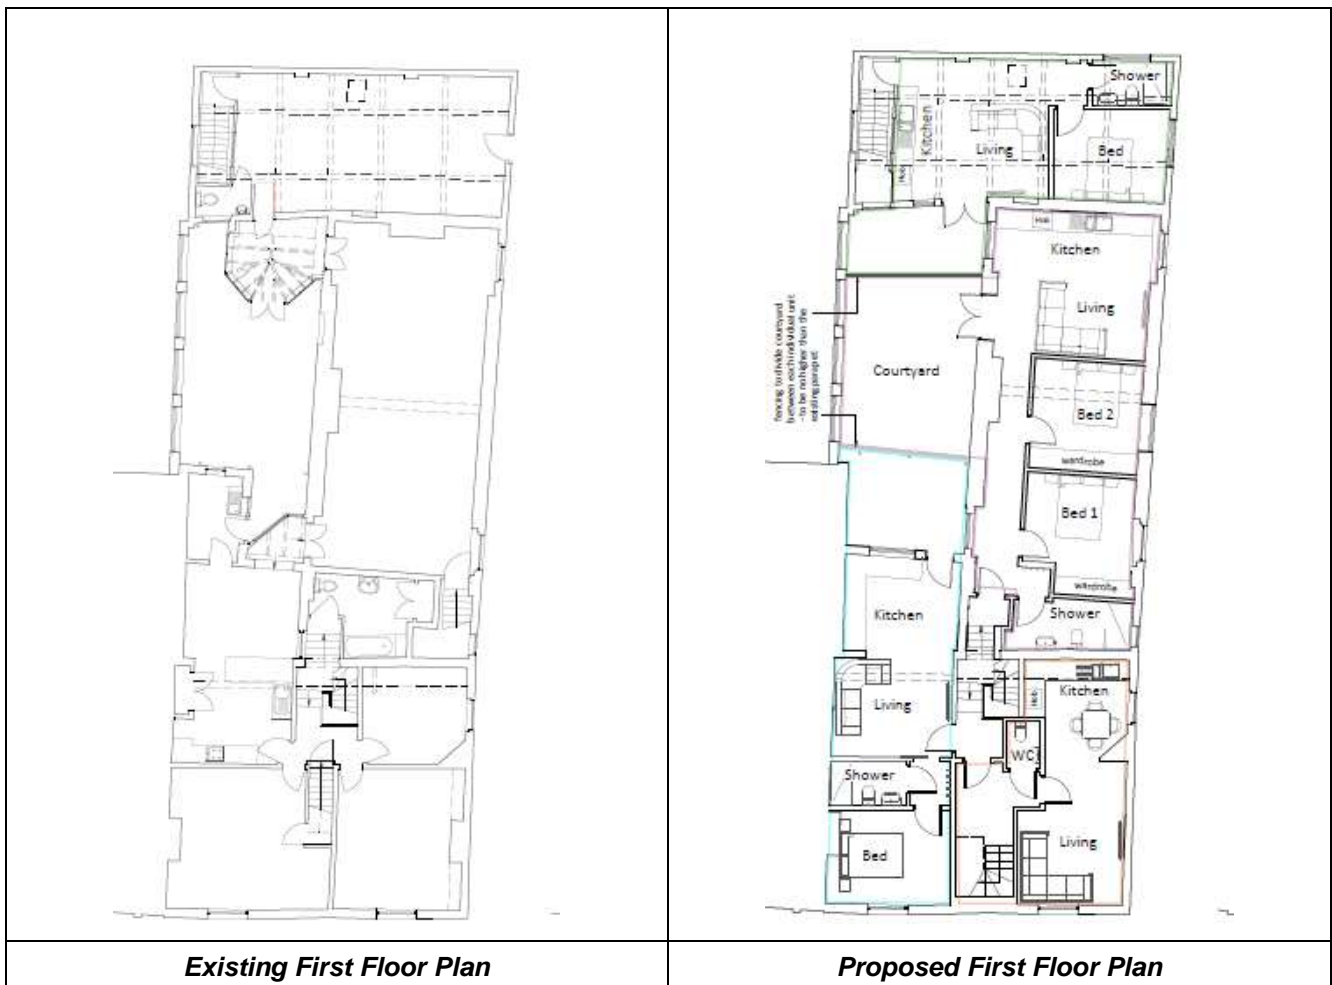 Shower
Kitchen
Living
Bed
Hob
Hob
Kitchen
Living
fencing to divide courtyard
between each individual unit
- to be no higher than the
existing parapet
Courtyard
Bed 2
wardrobe
Bed 1
wardrobe
Shower
Kitchen
Kitchen
Hob
Living
WC
Shower
Living
Bed
Existing First Floor Plan
Proposed First Floor Plan